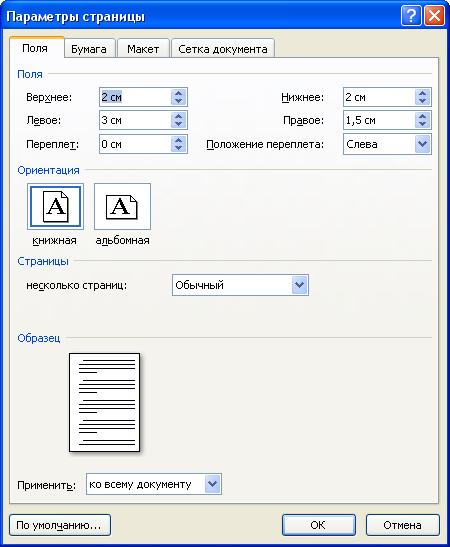 Параметры страницы
Поля Бумага Макет Сетка документа
Поля
Верхнее: 2 см Нижнее: 2 см
Левое: 3 см Правое: 1,5 см
Переплет: 0 см Положение переплета: Слева
Ориентация
A A
книжная альбомная
Страницы
несколько страниц: Обычный
Образец
Применить: ко всему документу
По умолчанию... ОК Отмена